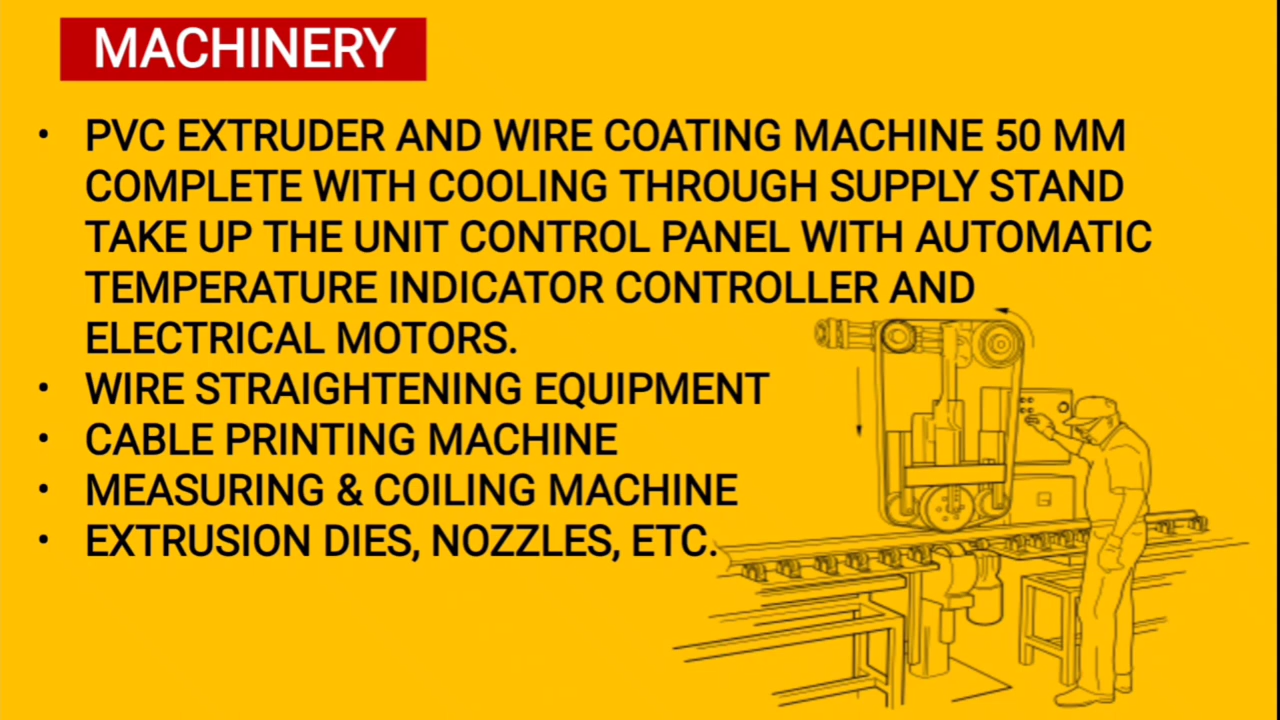 MACHINERY
• PVC EXTRUDER AND WIRE COATING MACHINE 50 MM
COMPLETE WITH COOLING THROUGH SUPPLY STAND
TAKE UP THE UNIT CONTROL PANEL WITH AUTOMATIC
TEMPERATURE INDICATOR CONTROLLER AND
ELECTRICAL MOTORS.
• WIRE STRAIGHTENING EQUIPMENT
• CABLE PRINTING MACHINE
• MEASURING & COILING MACHINE
• EXTRUSION DIES, NOZZLES, ETC.